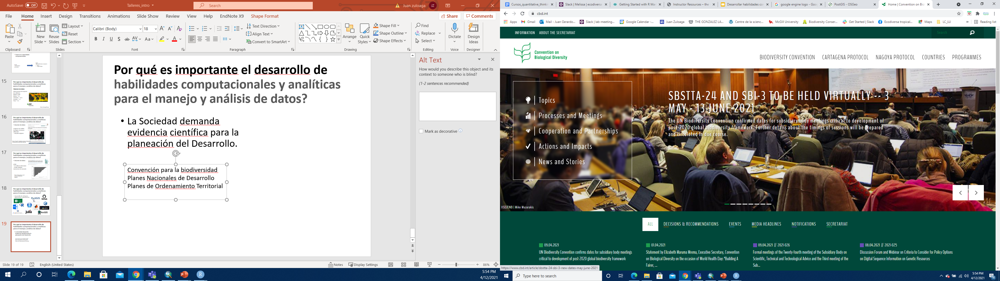 AutoSave Off
Talleres_intro
Search
Juan zuloaga JZ
File Home Insert Design Transitions Animations Slide Show Review View Help EndNote X9 Shape Format
Share Comments
Paste
New Slide
Reuse Slides
Layout
Reset
Section
Calibri (Body) 18
Text Direction
Align Text
Convert to SmartArt
Arrange
Quick Styles
Shape Fill
Shape Outline
Shape Effects
Find
Replace
Select
Dictate
Design Ideas
Clipboard Slides Font Paragraph Drawing Editing Voice Designer
15
16
17
18
19
Por qué es importante el desarrollo de
habilidades computacionales y analíticas
para el manejo y análisis de datos?
• La Sociedad demanda
evidencia científica para la
planeación del Desarrollo.
Convención para la biodiversidad
Planes Nacionales de Desarrollo
Planes de Ordenamiento Territorial
Alt Text
How would you describe this object and its
context to someone who is blind?
(1-2 sentences recommended)
Mark as decorative
Slide 19 of 19 English (United States) Notes Display Settings 86%
5:54 PM
4/12/2021
Cursos_quantitative_thinki
Slack | Melissa | ecodiversa
Getting Started with R Mar
Instructor Resources – the
Desarrollar habilidades co
google engine logo - Goo
PostGIS - OSGeo
Home | Convention on Bio
cbd.int
Apps Gmail Mail - Juan Gerardo... Slack | lab-meeting... Google Calendar -... Juan Zuloaga THE GONZALEZ LA... Centre de la scienc... McGill University Biodiversity Conser... Get Started | Slack Ecodiversa tropical... Maps LC_LU » Reading list
INFORMATION ABOUT THE SECRETARIAT
Search
Convention on
Biological Diversity
BIODIVERSITY CONVENTION CARTAGENA PROTOCOL NAGOYA PROTOCOL COUNTRIES PROGRAMMES
Topics
Processes and Meetings
Cooperation and Partnerships
Actions and Impacts
News and Stories
SBSTTA-24 AND SBI-3 TO BE HELD VIRTUALLY -- 3
MAY - 13 JUNE 2021
The UN Biodiversity Convention confirmed dates for subsidiary body meetings critical to development of
post-2020 global biodiversity framework. Further details about the timings of sessions will be prepared
and circulated in due course.
IISD/ENB | Mike Muzurakis
ALL DECISIONS & RECOMMENDATIONS EVENTS MEDIA HEADLINES NOTIFICATIONS SECRETARIAT
09.04.2021
UN Biodiversity Convention confirms dates for subsidiary body meetings
critical to development of post-2020 global biodiversity framework
01.04.2021
Statement by Elizabeth Maruma Mrema, Executive Secretary, Convention
on Biological Diversity on the occasion of World Health Day: "Building A
Fairer, ...
09.04.2021 // 2021-026
Formal meetings of the Twenty-fourth meeting of the Subsidiary Body on
Scientific, Technical and Technological Advice and the Third meeting of the
Sub...
08.04.2021 // 2021-025
Discussion Forum and Webinar on Criteria to Consider for Policy Options
on Digital Sequence Information on Genetic Resources
https://www.cbd.int/article/sbstta-24-sbi-3-new-dates-may-june-2021
Type here to search
5:54 PM
4/12/2021